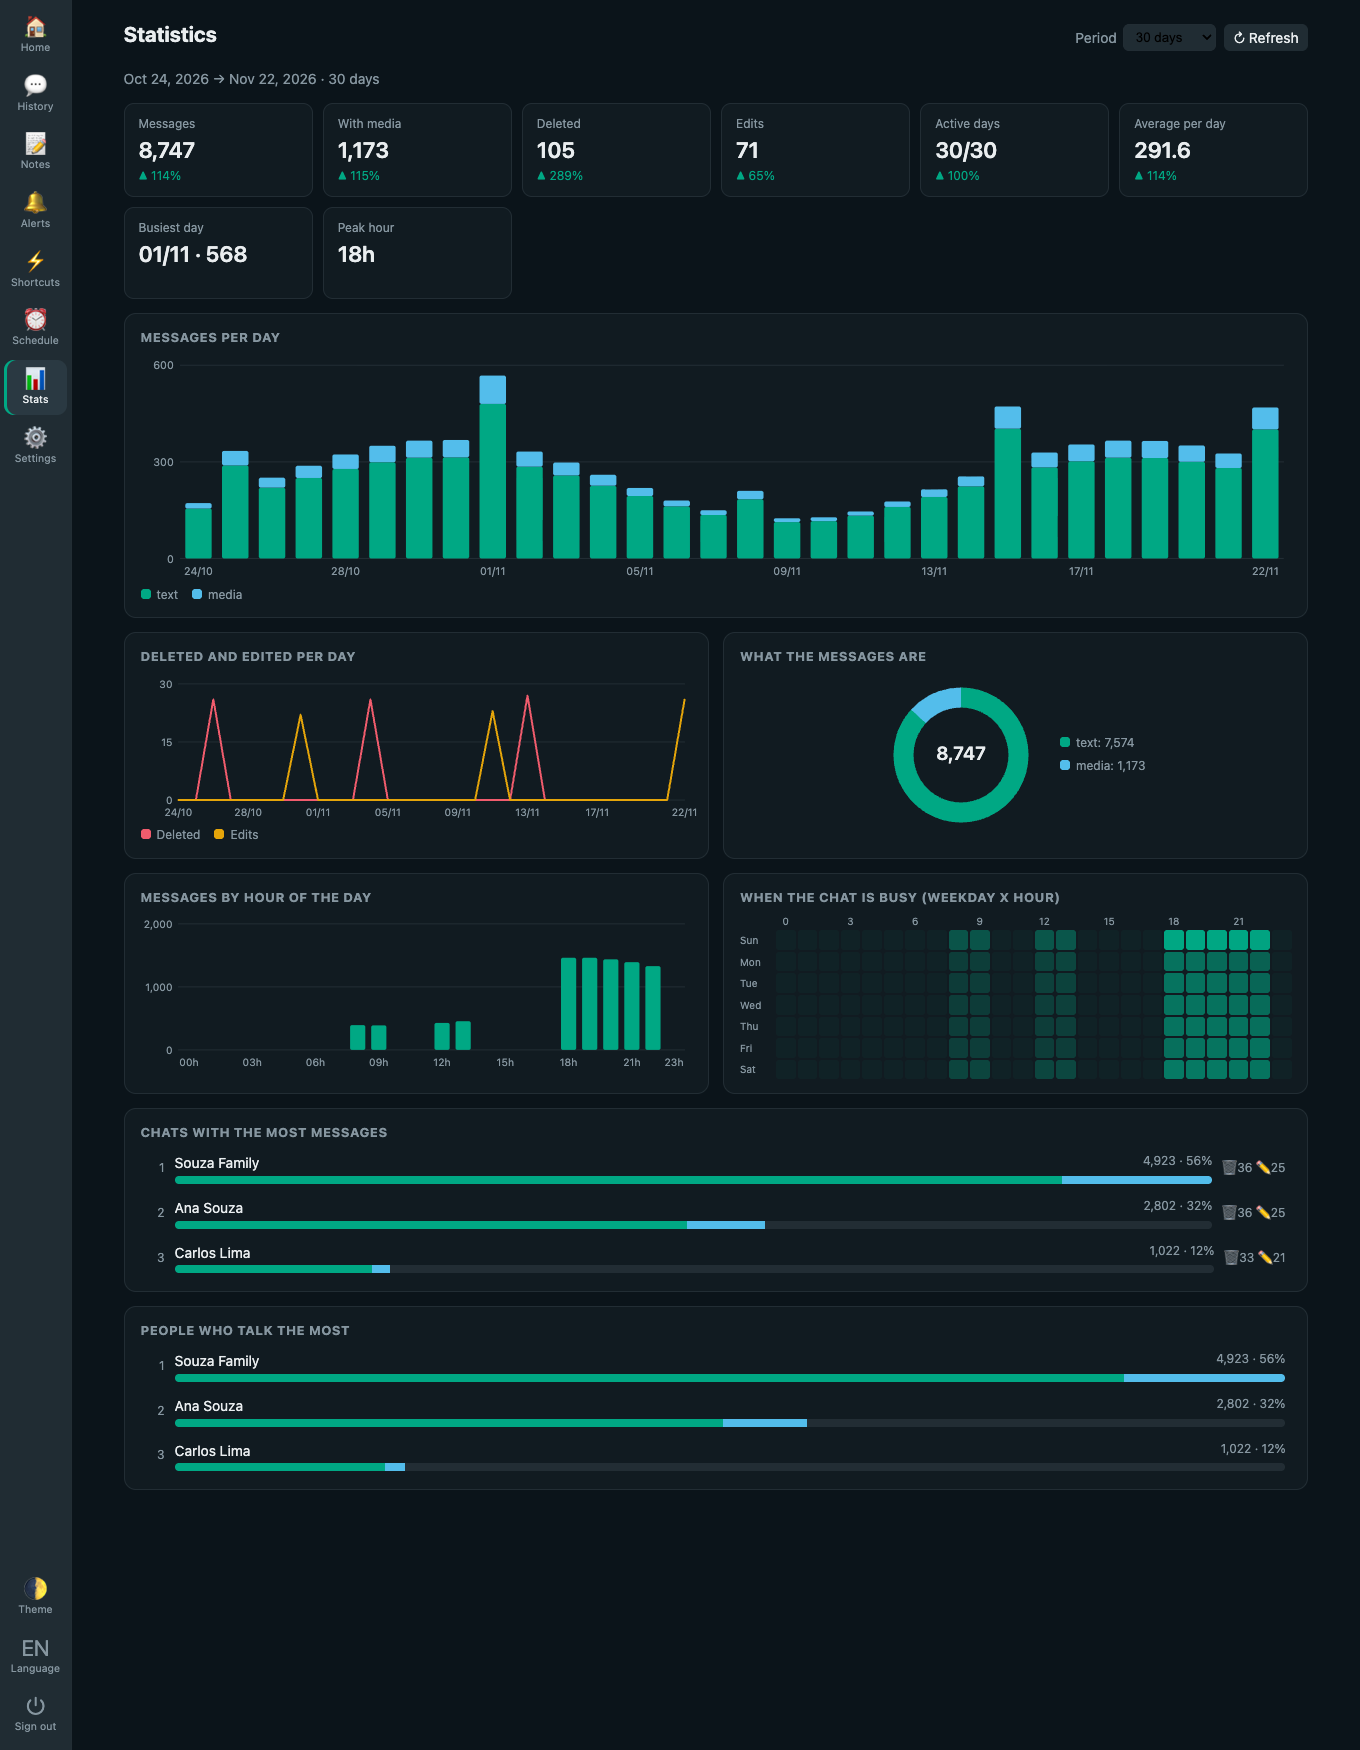 Home
History
Notes
Alerts
Shortcuts
Schedule
Stats
Settings
Theme
EN
Language
Sign out
Statistics
Period 30 days ↻ Refresh
Oct 24, 2026 → Nov 22, 2026 · 30 days
Messages
8,747
▲ 114%
With media
1,173
▲ 115%
Deleted
105
▲ 289%
Edits
71
▲ 65%
Active days
30/30
▲ 100%
Average per day
291.6
▲ 114%
Busiest day
01/11 · 568
Peak hour
18h
MESSAGES PER DAY
600
300
0
24/10 28/10 01/11 05/11 09/11 13/11 17/11 22/11
text media
DELETED AND EDITED PER DAY
30
15
0
24/10 28/10 01/11 05/11 09/11 13/11 17/11 22/11
Deleted Edits
WHAT THE MESSAGES ARE
8,747
text: 7,574
media: 1,173
MESSAGES BY HOUR OF THE DAY
2,000
1,000
0
00h 03h 06h 09h 12h 15h 18h 21h 23h
WHEN THE CHAT IS BUSY (WEEKDAY X HOUR)
0 3 6 9 12 15 18 21
Sun
Mon
Tue
Wed
Thu
Fri
Sat
CHATS WITH THE MOST MESSAGES
1 Souza Family 4,923 · 56% 🗑36 ✏25
2 Ana Souza 2,802 · 32% 🗑36 ✏25
3 Carlos Lima 1,022 · 12% 🗑33 ✏21
PEOPLE WHO TALK THE MOST
1 Souza Family 4,923 · 56%
2 Ana Souza 2,802 · 32%
3 Carlos Lima 1,022 · 12%